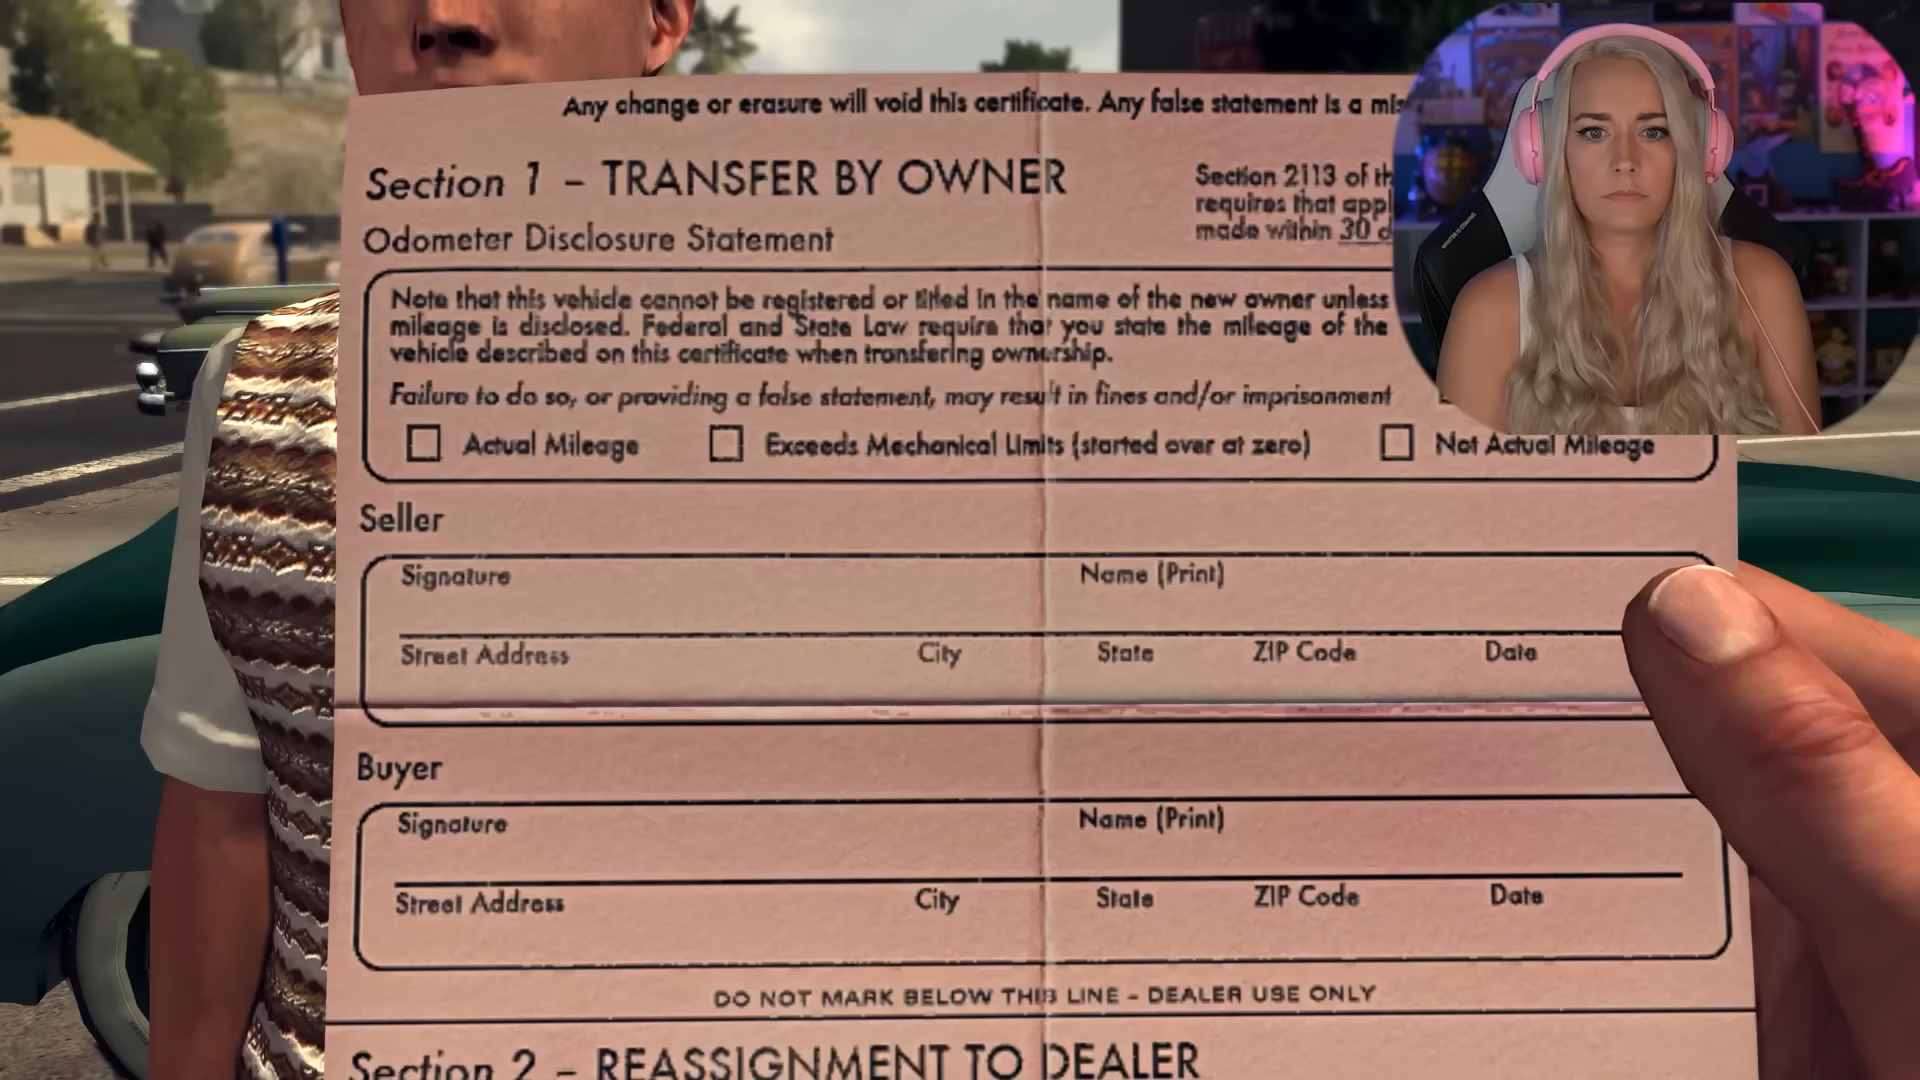 Any change or erasure will void this certificate. Any false statement is a
Section 1 – TRANSFER BY OWNER
Odometer Disclosure Statement
Section 2113 of
requires that
made within 30
Note that this vehicle cannot be registered or titled in the name of the new owner unless
mileage is disclosed. Federal and State Law require that you state the mileage of the
vehicle described on this certificate when transfering ownership.
Failure to do so, or providing a false statement, may result in fines and/or imprisonment
Actual Mileage Exceeds Mechanical Limits (started over at zero) Not Actual Mileage
Seller
Signature Name (Print)
Street Address City State ZIP Code Date
Buyer
Signature Name (Print)
Street Address City State ZIP Code Date
DO NOT MARK BELOW THIS LINE – DEALER USE ONLY
Section 2 – REASSIGNMENT TO DEALER